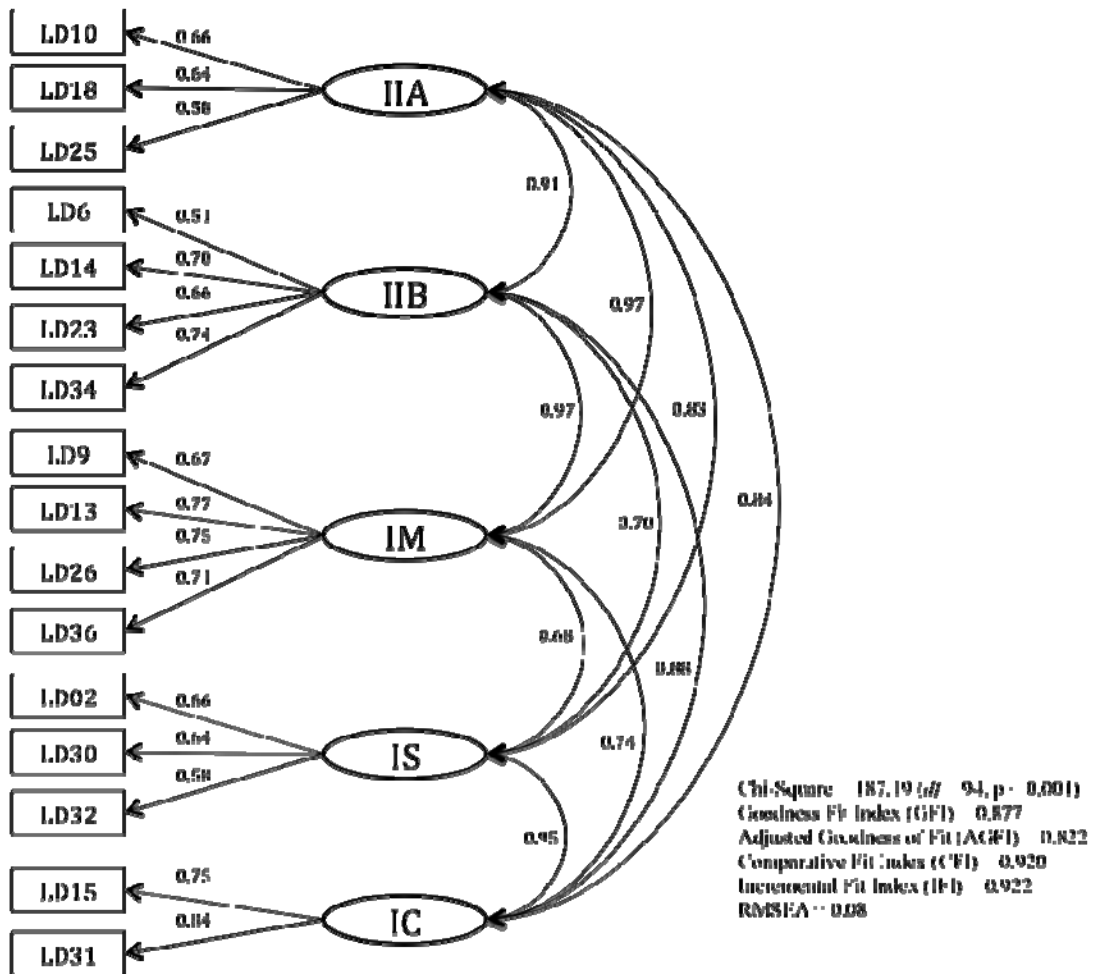 LD10
0.66
LD18
0.64
IIA
0.58
LD25
0.91
LD6
0.51
LD14
0.70
IIB
0.66
LD23
0.97
0.74
LD34
0.97
0.83
LD9
0.67
LD13
0.77
0.84
0.70
IM
0.75
LD26
0.71
LD36
0.68
0.88
LD02
0.66
LD30
0.64
IS
0.74
0.58
LD32
0.95
LD15
0.75
IC
0.84
LD31
Chi-Square 187.19 (df 94, p 0.001)
Goodness Fit Index (GFI) 0.877
Adjusted Goodness of Fit (AGFI) 0.822
Comparative Fit Index (CFI) 0.920
Incremental Fit Index (IFI) 0.922
RMSEA 0.08